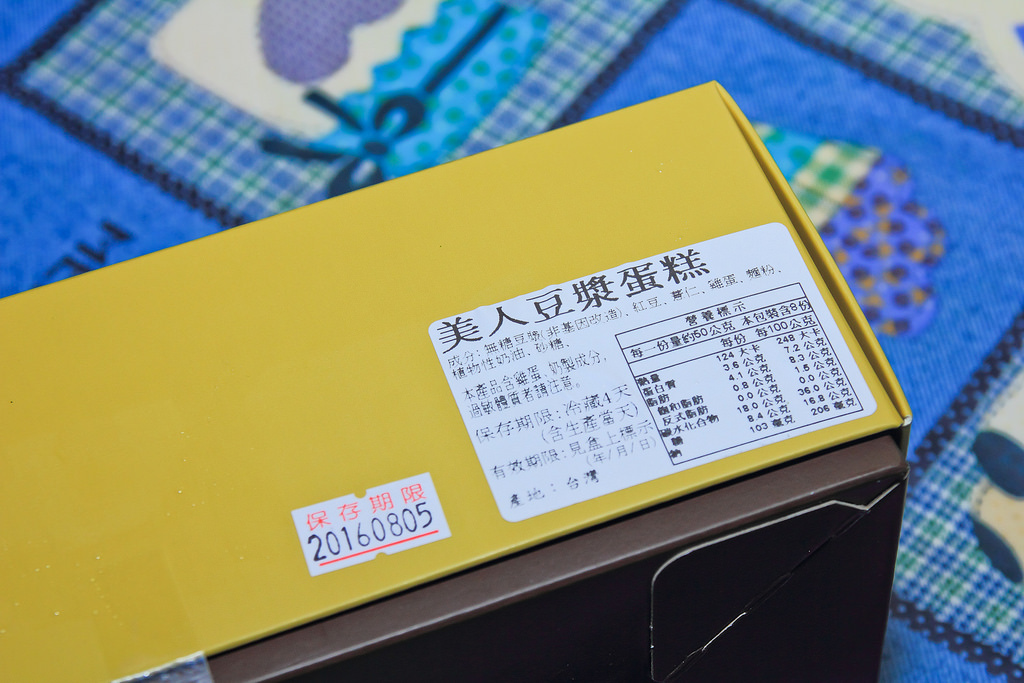 美人豆漿蛋糕
成分: 無糖豆漿(非基因改造)、紅豆、薏仁、雞蛋、麵粉、
植物性奶油、砂糖、
本產品含雞蛋、奶製成分，
過敏體質者請注意。
保存期限:冷藏4天
(含生產當天)
有效期限:見盒上標示
(年/月/日)
產地：台灣
營養標示
每一份量約50公克 本包裝含8份
每份 每100公克
熱量 124 大卡 248 大卡
蛋白質 3.6 公克 7.2 公克
脂肪 4.1 公克 8.3 公克
飽和脂肪 0.8 公克 1.5 公克
反式脂肪 0.0 公克 0.0 公克
碳水化合物 18.0 公克 36.0 公克
糖 8.4 公克 16.8 公克
鈉 103 毫克 206 毫克
保存期限
20160805